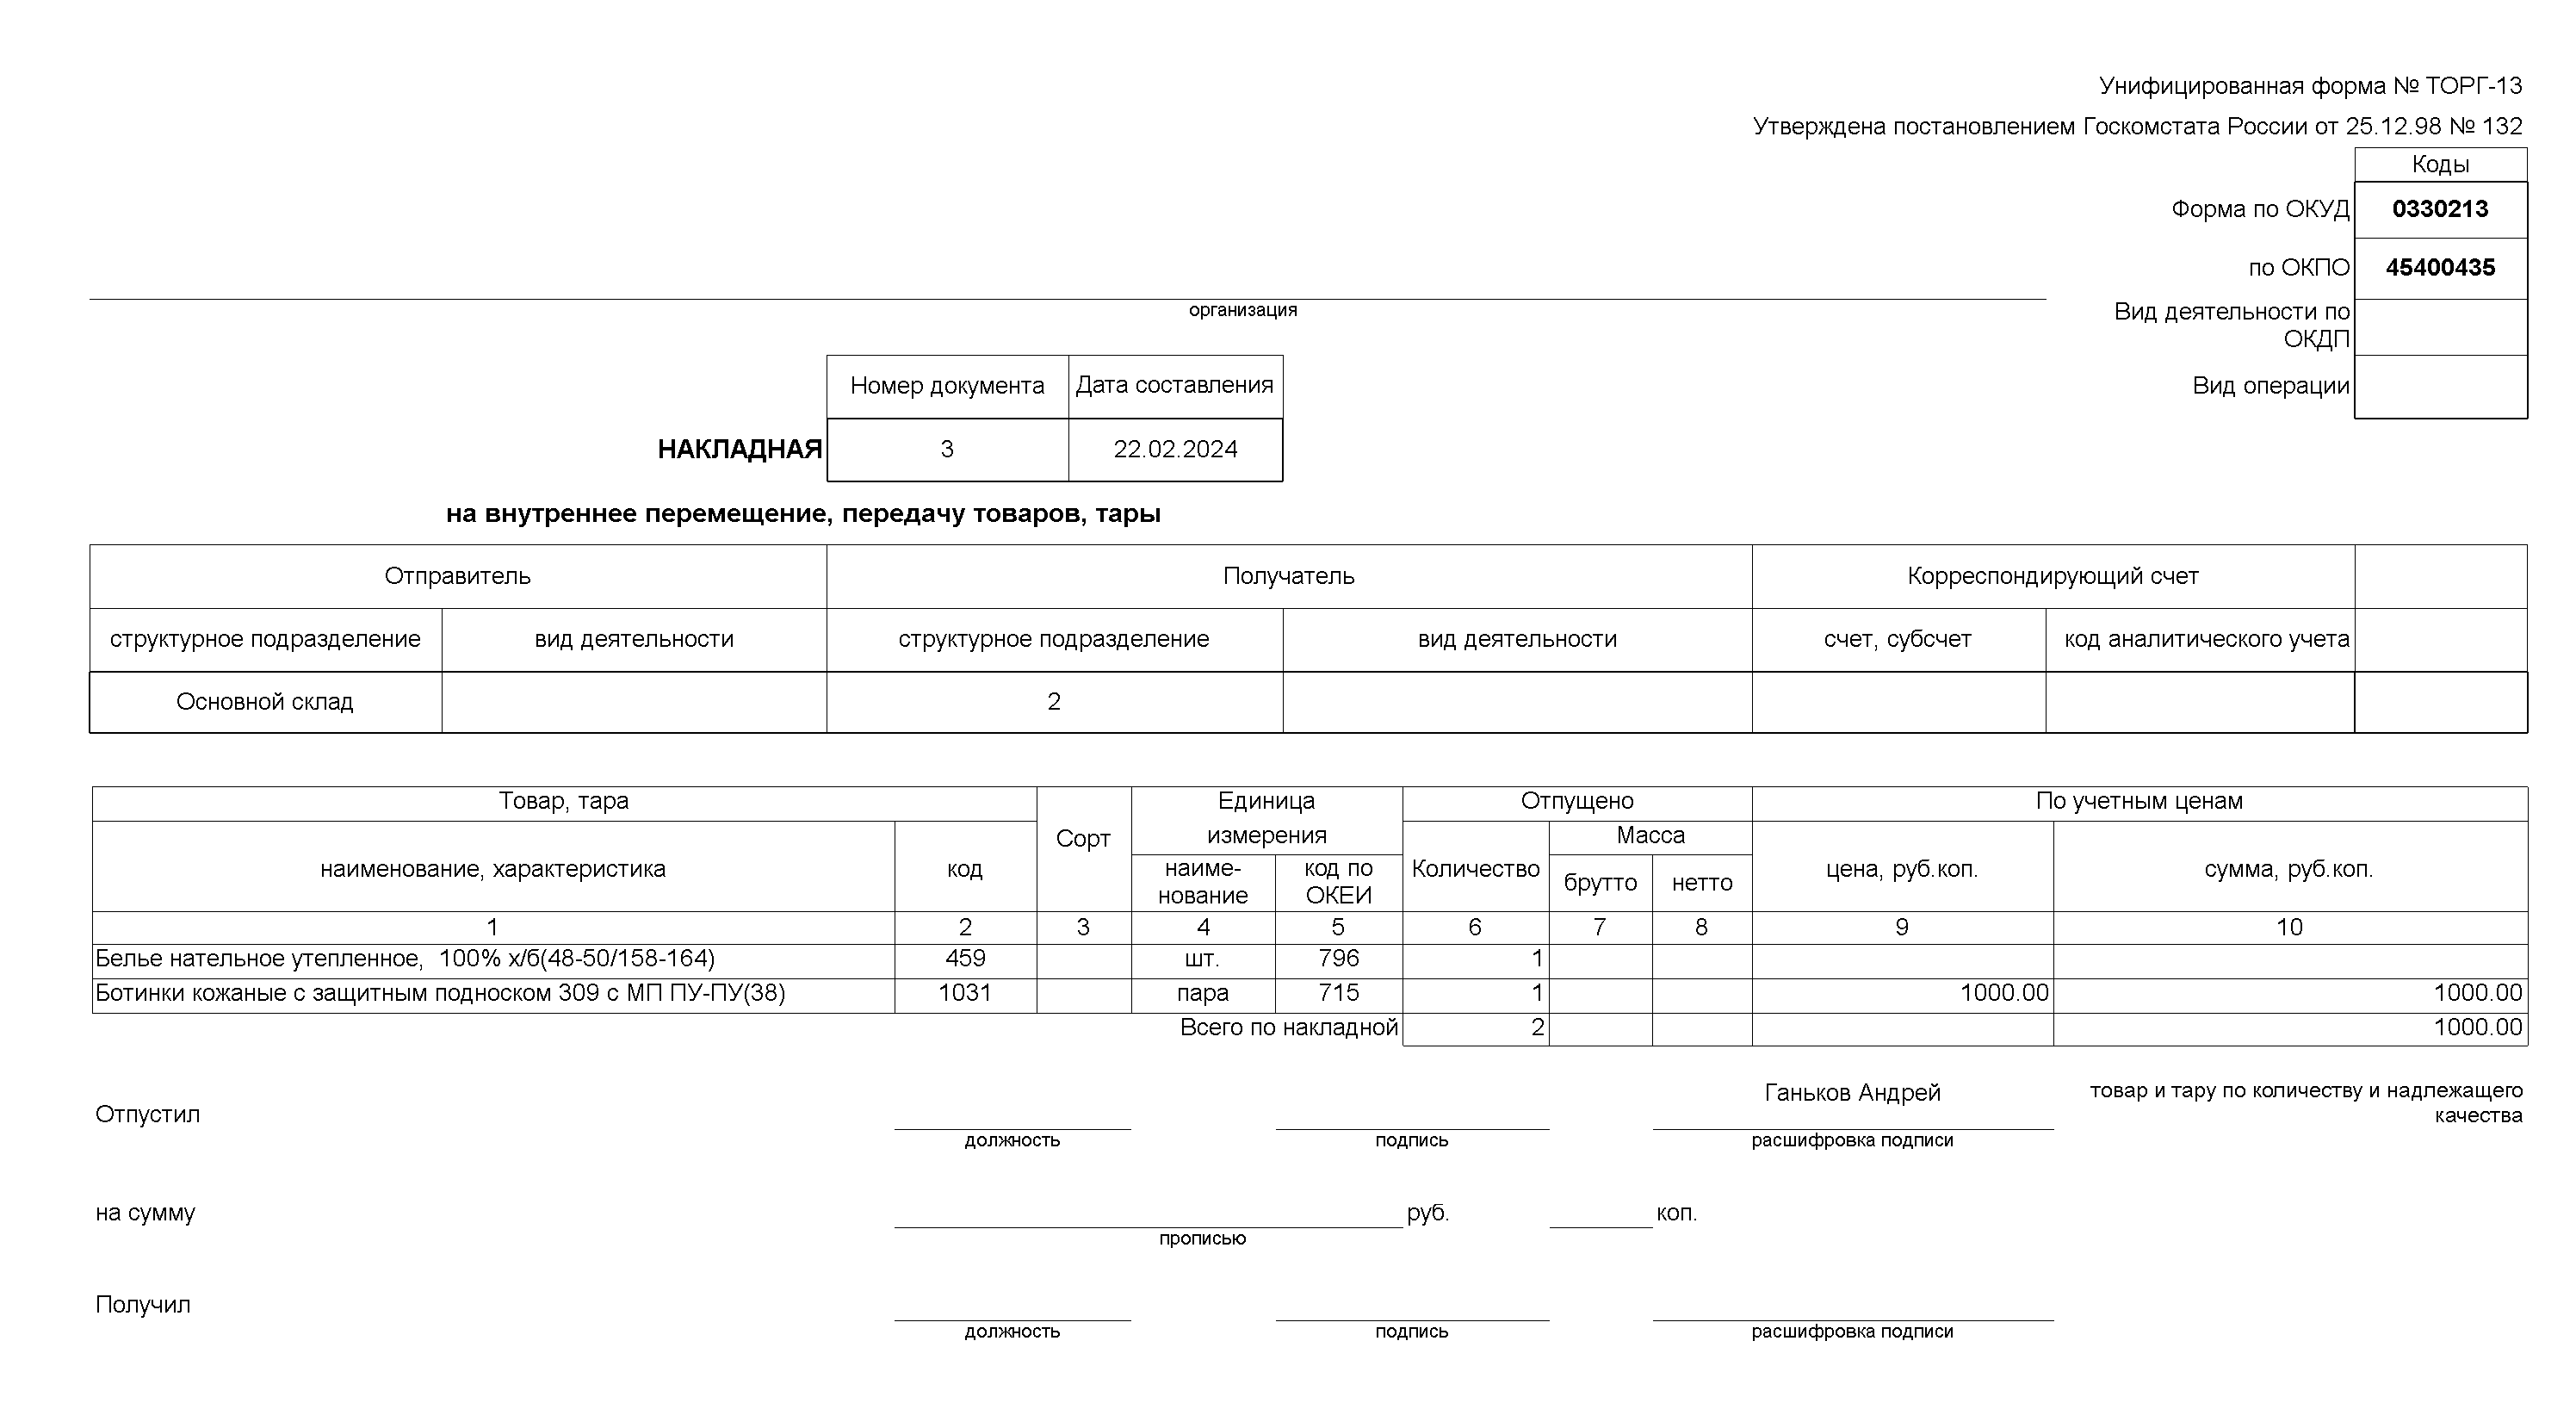 Унифицированная форма № ТОРГ-13
Утверждена постановлением Госкомстата России от 25.12.98 № 132
Коды
Форма по ОКУД 0330213
по ОКПО 45400435
организация
Вид деятельности по
ОКДП
Номер документа Дата составления Вид операции
НАКЛАДНАЯ 3 22.02.2024
на внутреннее перемещение, передачу товаров, тары
Отправитель Получатель Корреспондирующий счет
структурное подразделение вид деятельности структурное подразделение вид деятельности счет, субсчет код аналитического учета
Основной склад 2
Товар, тара Сорт Единица Отпущено По учетным ценам
измерения Масса
наименование, характеристика код наиме- код по Количество брутто нетто цена, руб.коп. сумма, руб.коп.
нование ОКЕИ
1 2 3 4 5 6 7 8 9 10
Белье нательное утепленное, 100% х/б(48-50/158-164) 459 шт. 796 1
Ботинки кожаные с защитным подноском 309 с МП ПУ-ПУ(38) 1031 пара 715 1 1000.00 1000.00
Всего по накладной 2 1000.00
Отпустил Ганьков Андрей товар и тару по количеству и надлежащего
качества
должность подпись расшифровка подписи
на сумму руб. коп.
прописью
Получил
должность подпись расшифровка подписи